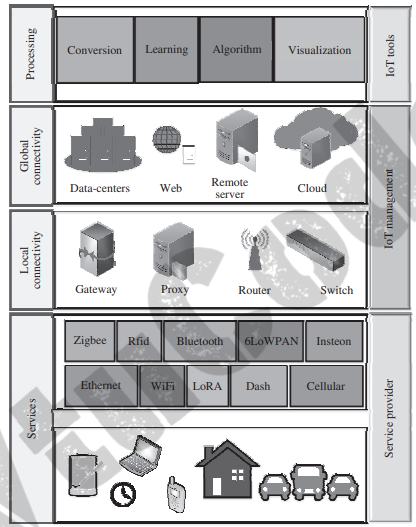 Processing
Conversion
Learning
Algorithm
Visualization
IoT tools
Global
connectivity
Data-centers
Web
Remote
server
Cloud
IoT management
Local
connectivity
Gateway
Proxy
Router
Switch
Services
Zigbee
Rfid
Bluetooth
6LoWPAN
Insteon
Ethernet
WiFi
LoRA
Dash
Cellular
Service provider